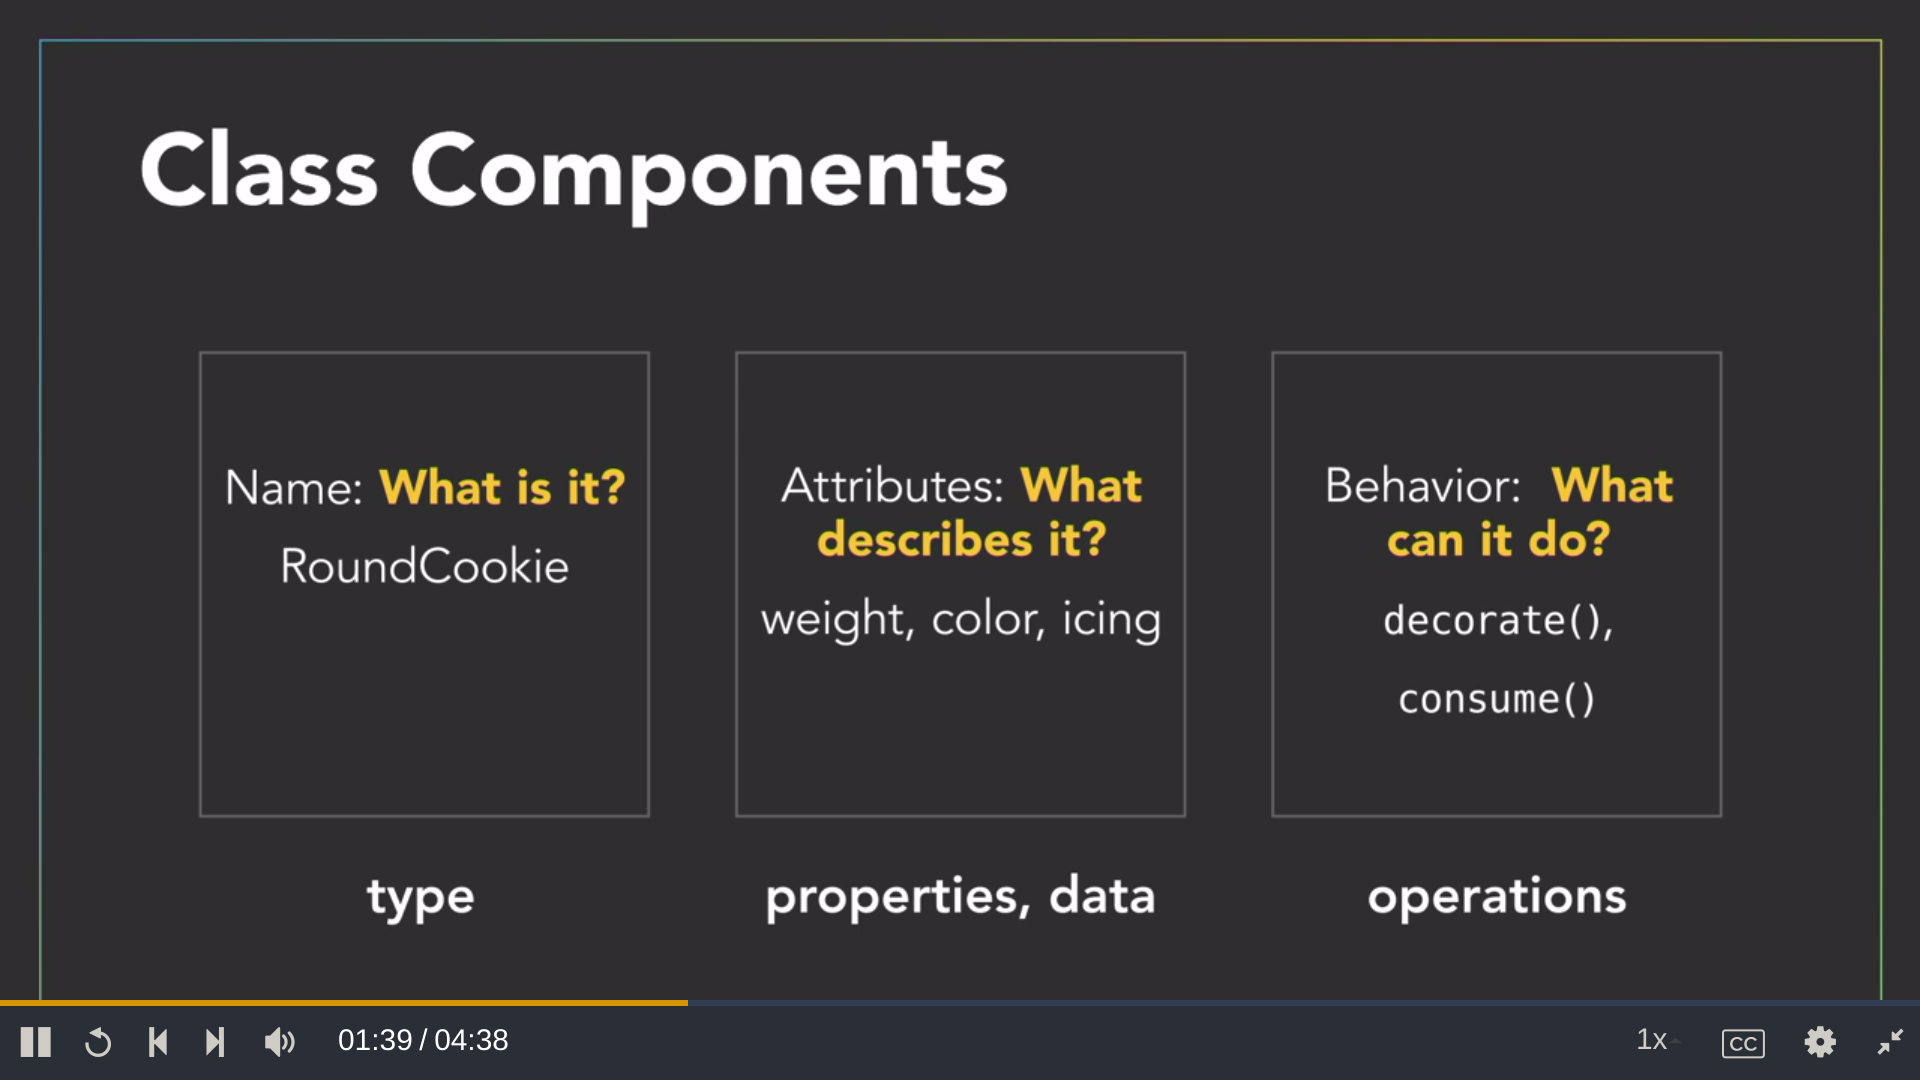 Class Components
Name: What is it?
RoundCookie
type
Attributes: What
describes it?
weight, color, icing
properties, data
Behavior: What
can it do?
decorate(),
consume()
operations
01:39 / 04:38
1x
CC